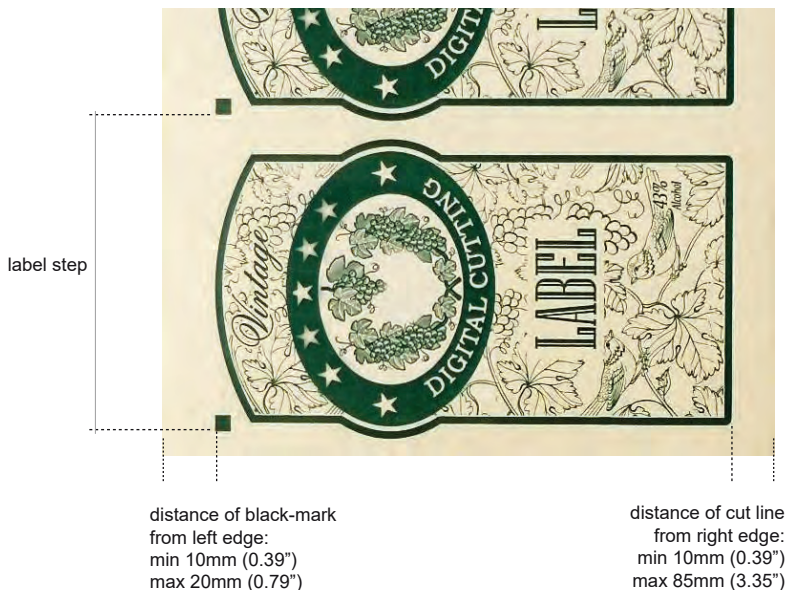 DIGIT
L
label step
Vintage
DIGITAL CUTTING
LABEL
43%
Alcohol
distance of black-mark
from left edge:
min 10mm (0.39”)
max 20mm (0.79”)
distance of cut line
from right edge:
min 10mm (0.39”)
max 85mm (3.35”)